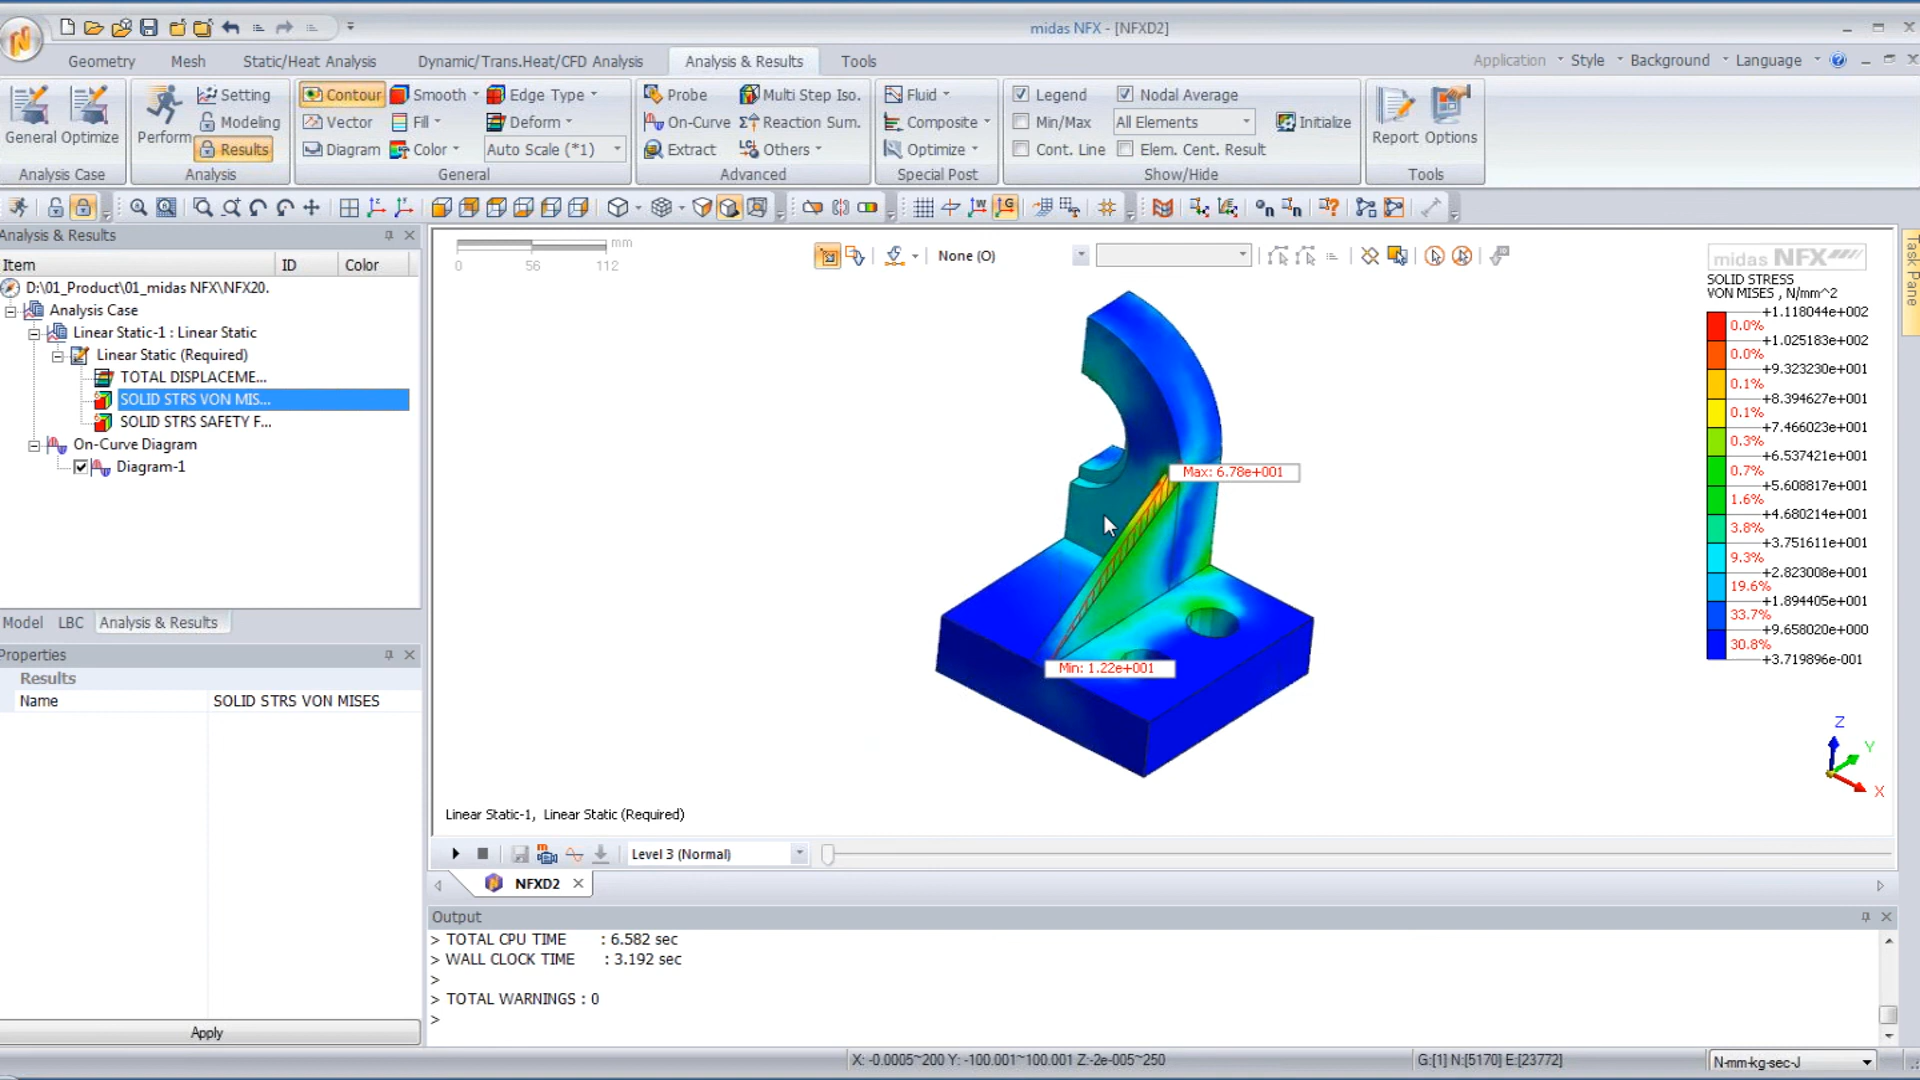 midas NFX - [NFXD2]
Geometry Mesh Static/Heat Analysis Dynamic/Trans.Heat/CFD Analysis Analysis & Results Tools
Application Style Background Language
General Optimize
Analysis Case
Perform
Setting
Modeling
Results
Analysis
Contour Smooth Edge Type
Vector Fill Deform
Diagram Color Auto Scale (*1)
General
Probe Multi Step Iso.
On-Curve Reaction Sum.
Extract Others
Advanced
Fluid
Composite
Optimize
Special Post
Legend Nodal Average
Min/Max All Elements Initialize
Cont. Line Elem. Cent. Result
Show/Hide
Report Options
Tools
Analysis & Results
Item ID Color
D:\01_Product\01_midas NFX\NFX20.
Analysis Case
Linear Static-1 : Linear Static
Linear Static (Required)
TOTAL DISPLACEME...
SOLID STRS VON MIS...
SOLID STRS SAFETY F...
On-Curve Diagram
Diagram-1
Model LBC Analysis & Results
Properties
Results
Name SOLID STRS VON MISES
Apply
mm
0 56 112
None (O)
Task Pane
midas NFX
SOLID STRESS
VON MISES , N/mm^2
+1.118044e+002
0.0%
+1.025183e+002
0.0%
+9.323230e+001
0.1%
+8.394627e+001
0.1%
+7.466023e+001
0.3%
+6.537421e+001
0.7%
+5.608817e+001
1.6%
+4.680214e+001
3.8%
+3.751611e+001
9.3%
+2.823008e+001
19.6%
+1.894405e+001
33.7%
+9.658020e+000
30.8%
+3.719896e-001
Max: 6.78e+001
Min: 1.22e+001
Z
Y
X
Linear Static-1, Linear Static (Required)
Level 3 (Normal)
NFXD2
Output
> TOTAL CPU TIME : 6.582 sec
> WALL CLOCK TIME : 3.192 sec
>
> TOTAL WARNINGS : 0
>
X: -0.0005~200 Y: -100.001~100.001 Z:-2e-005~250
G:[1] N:[5170] E:[23772]
N-mm-kg-sec-J